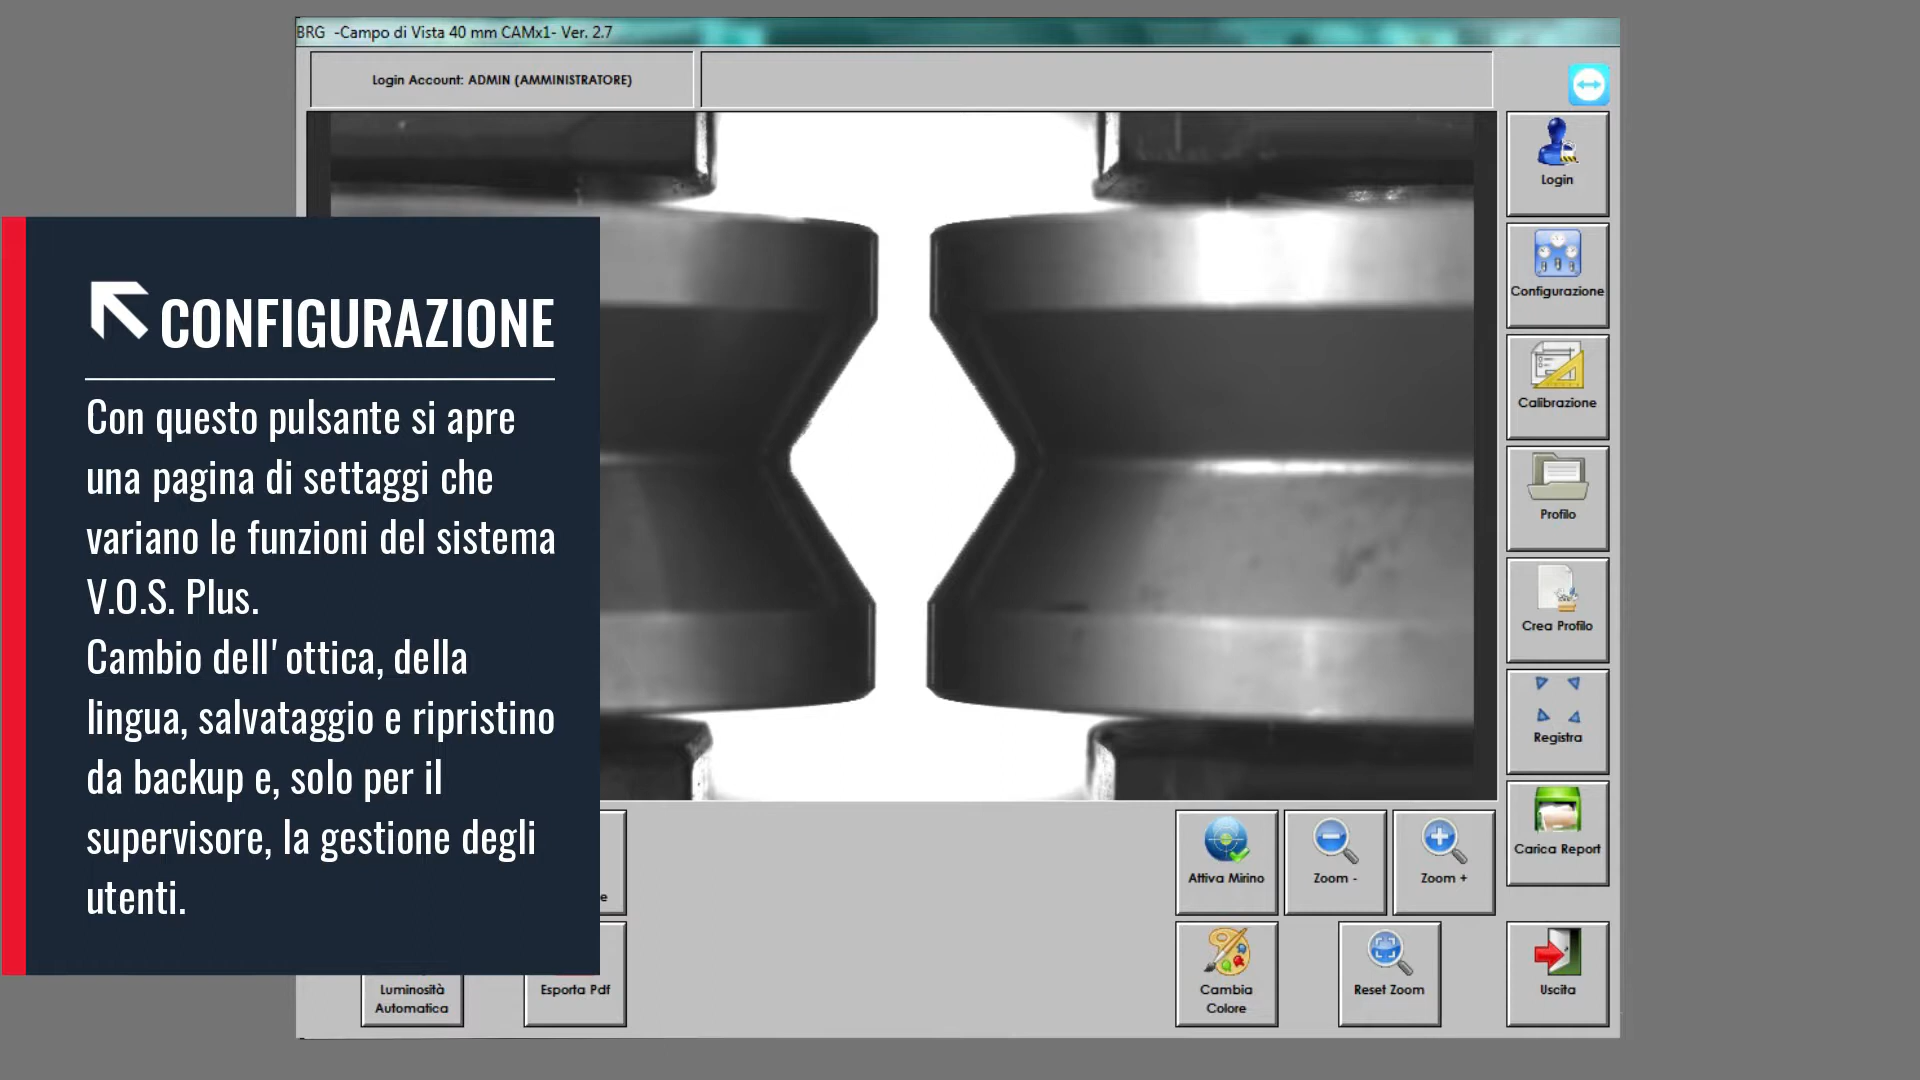 BRG -Campo di Vista 40 mm CAMx1- Ver. 2.7
Login Account: ADMIN (AMMINISTRATORE)
Login
Configurazione
Calibrazione
Profilo
Crea Profilo
Registra
Carica Report
Uscita
CONFIGURAZIONE
Con questo pulsante si apre
una pagina di settaggi che
variano le funzioni del sistema
V.O.S. Plus.
Cambio dell'ottica, della
lingua, salvataggio e ripristino
da backup e, solo per il
supervisore, la gestione degli
utenti.
Attiva Mirino
Zoom -
Zoom +
Luminosità
Automatica
Esporta Pdf
Cambia
Colore
Reset Zoom